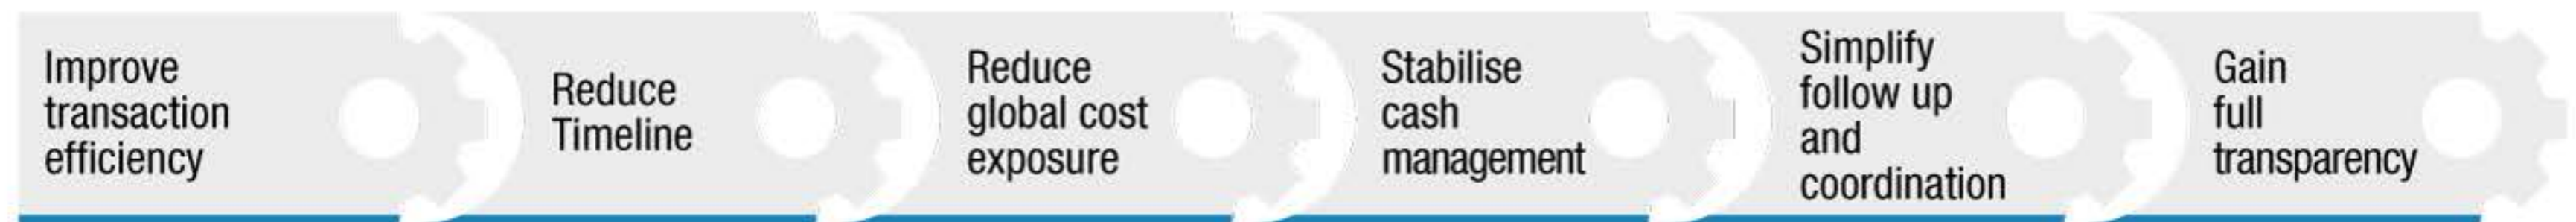 Improve
transaction
efficiency
Reduce
Timeline
Reduce
global cost
exposure
Stabilise
cash
management
Simplify
follow up
and
coordination
Gain
full
transparency